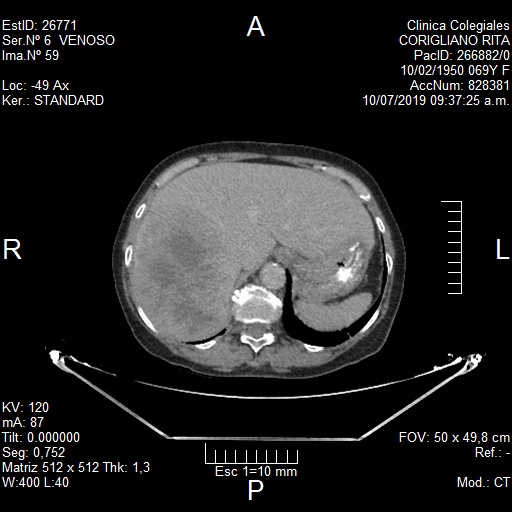 EstID: 26771
Ser.Nº 6 VENOSO
Ima.Nº 59
Loc: -49 Ax
Ker.: STANDARD
A
Clinica Colegiales
CORIGLIANO RITA
PacID: 266882/0
10/02/1950 069Y F
AccNum: 828381
10/07/2019 09:37:25 a.m.
R
L
KV: 120
mA: 87
Tilt: 0.000000
Seg: 0,752
Matriz 512 x 512 Thk: 1,3
W:400 L:40
Esc 1=10 mm
P
FOV: 50 x 49,8 cm
Ref.: -
Mod.: CT